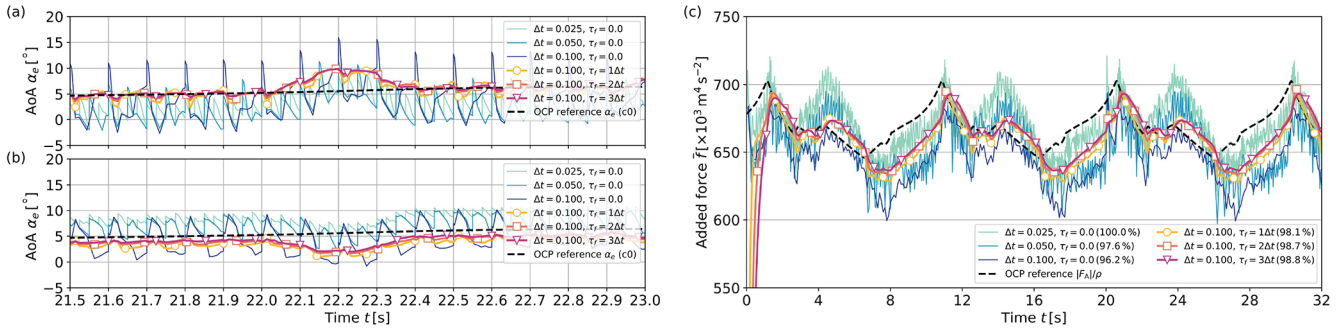 (a)
20
15
10
5
0
−5
AoA αₑ [°]
Δt = 0.025, τf = 0.0
Δt = 0.050, τf = 0.0
Δt = 0.100, τf = 0.0
Δt = 0.100, τf = 1Δt
Δt = 0.100, τf = 2Δt
Δt = 0.100, τf = 3Δt
OCP reference αₑ (c0)
(b)
20
15
10
5
0
−5
AoA αₑ [°]
Δt = 0.025, τf = 0.0
Δt = 0.050, τf = 0.0
Δt = 0.100, τf = 0.0
Δt = 0.100, τf = 1Δt
Δt = 0.100, τf = 2Δt
Δt = 0.100, τf = 3Δt
OCP reference αₑ (c0)
21.5 21.6 21.7 21.8 21.9 22.0 22.1 22.2 22.3 22.4 22.5 22.6 22.7 22.8 22.9 23.0
Time t [s]
(c)
750
700
650
600
550
Added force f̄ [×10³ m⁴ s⁻²]
Δt = 0.025, τf = 0.0 (100.0 %)
Δt = 0.050, τf = 0.0 (97.6 %)
Δt = 0.100, τf = 0.0 (96.2 %)
OCP reference |F_A|/ρ
Δt = 0.100, τf = 1Δt (98.1 %)
Δt = 0.100, τf = 2Δt (98.7 %)
Δt = 0.100, τf = 3Δt (98.8 %)
0 4 8 12 16 20 24 28 32
Time t [s]